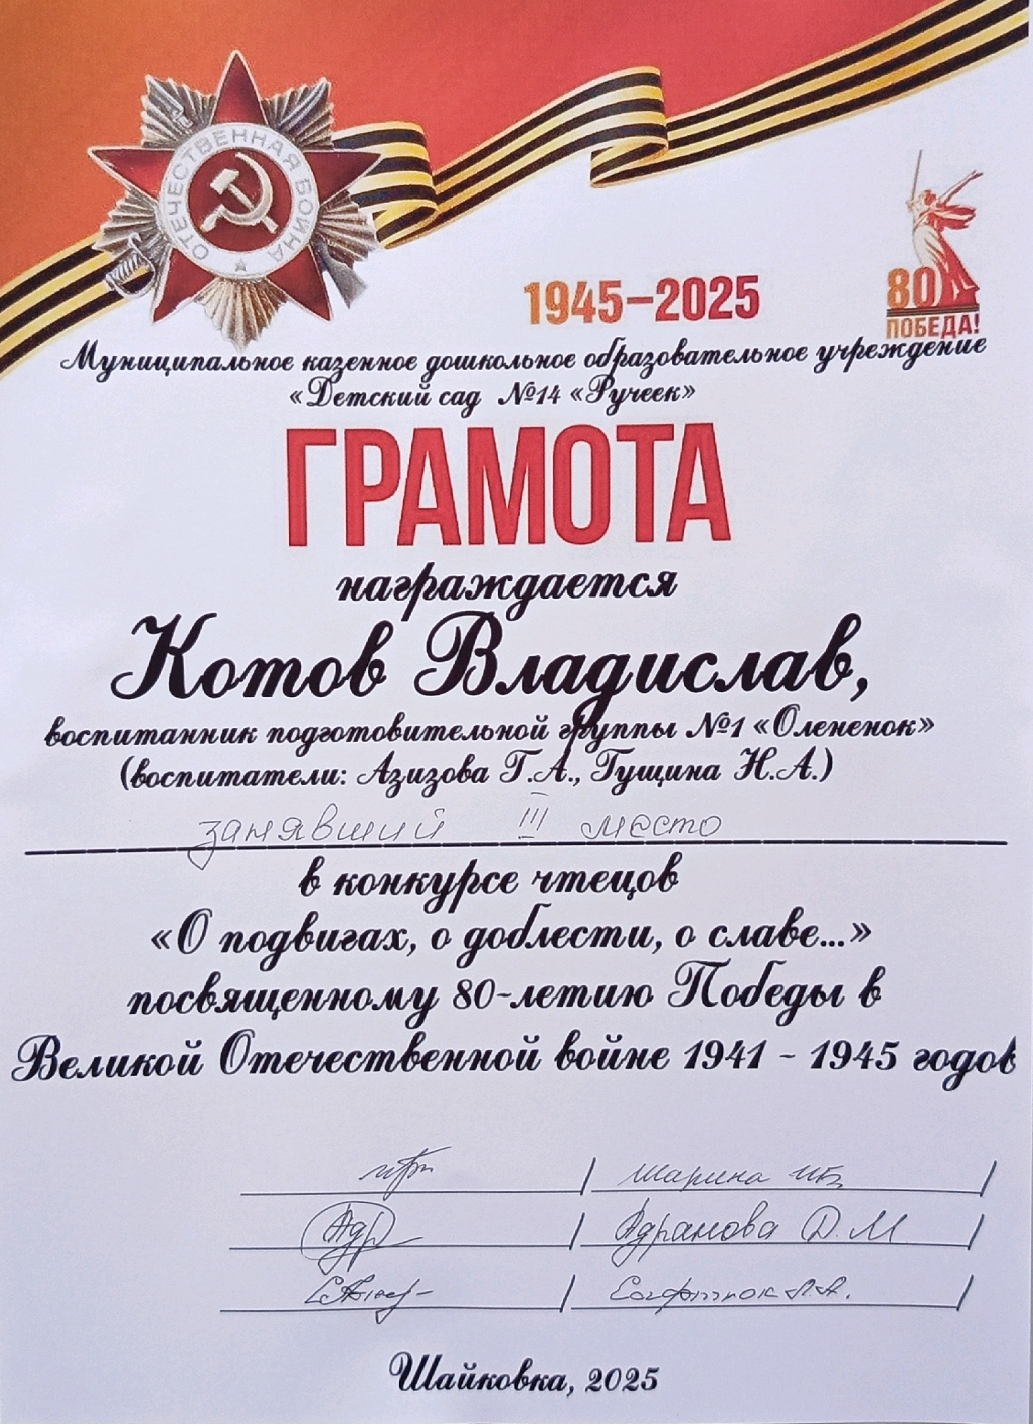 ОТЕЧЕСТВЕННАЯ ВОЙНА
1945–2025
80
ПОБЕДА!
Муниципальное казенное дошкольное образовательное учреждение
«Детский сад №14 «Ручеек»
ГРАМОТА
награждается
Котов Владислав,
воспитанник подготовительной группы №1 «Олененок»
(воспитатели: Азизова Г.А., Гущина Н.А.)
занявший III место
в конкурсе чтецов
«О подвигах, о доблести, о славе...»
посвященному 80-летию Победы в
Великой Отечественной войне 1941 - 1945 годов
/ Шарина /
/ Адрамова Д.М /
/ Л.А. /
Шайковка, 2025